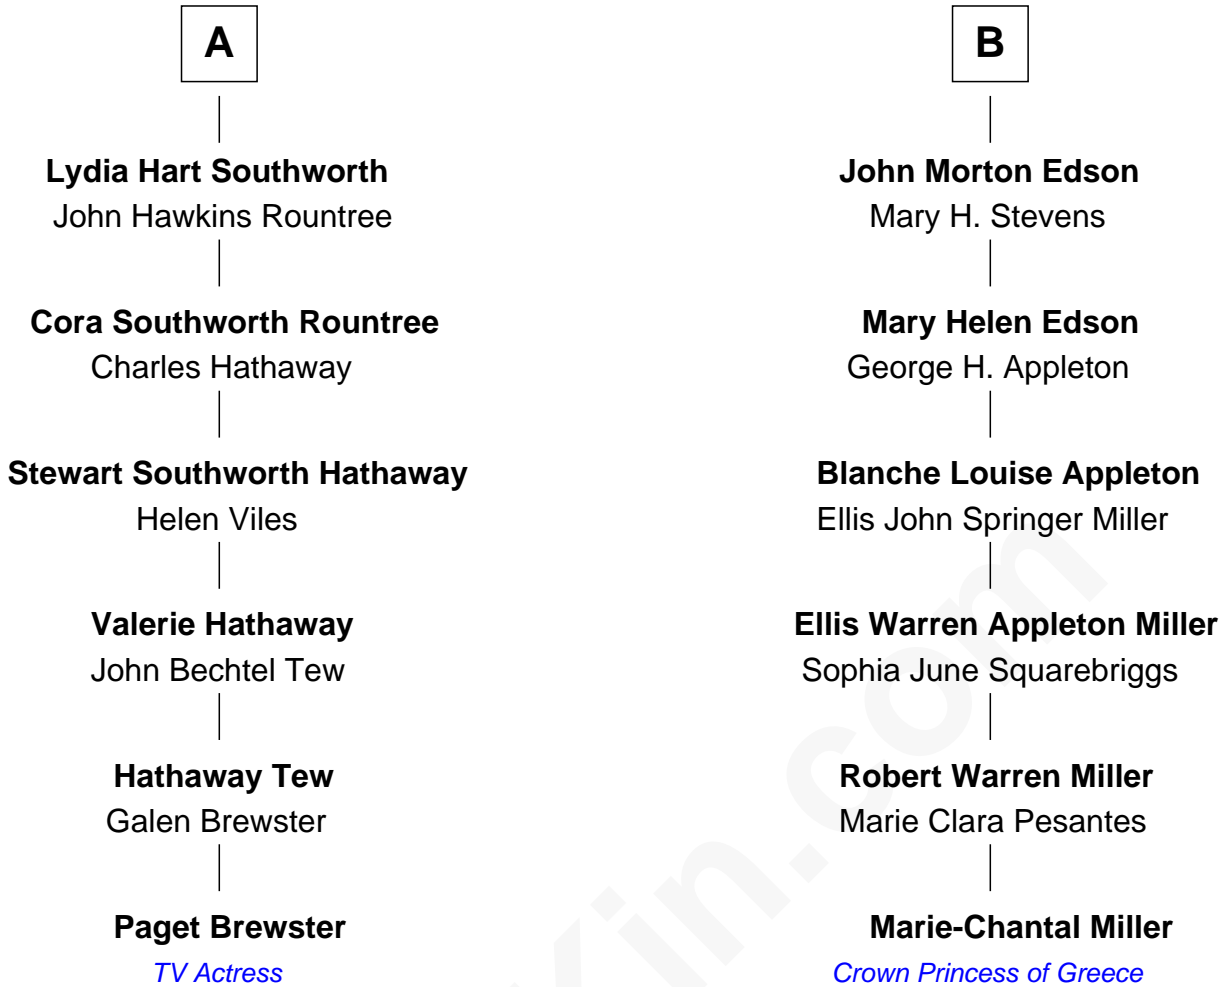 A
Lydia Hart Southworth
John Hawkins Rountree
Cora Southworth Rountree
Charles Hathaway
Stewart Southworth Hathaway
Helen Viles
Valerie Hathaway
John Bechtel Tew
Hathaway Tew
Galen Brewster
Paget Brewster
TV Actress
B
John Morton Edson
Mary H. Stevens
Mary Helen Edson
George H. Appleton
Blanche Louise Appleton
Ellis John Springer Miller
Ellis Warren Appleton Miller
Sophia June Squarebriggs
Robert Warren Miller
Marie Clara Pesantes
Marie-Chantal Miller
Crown Princess of Greece
in.com